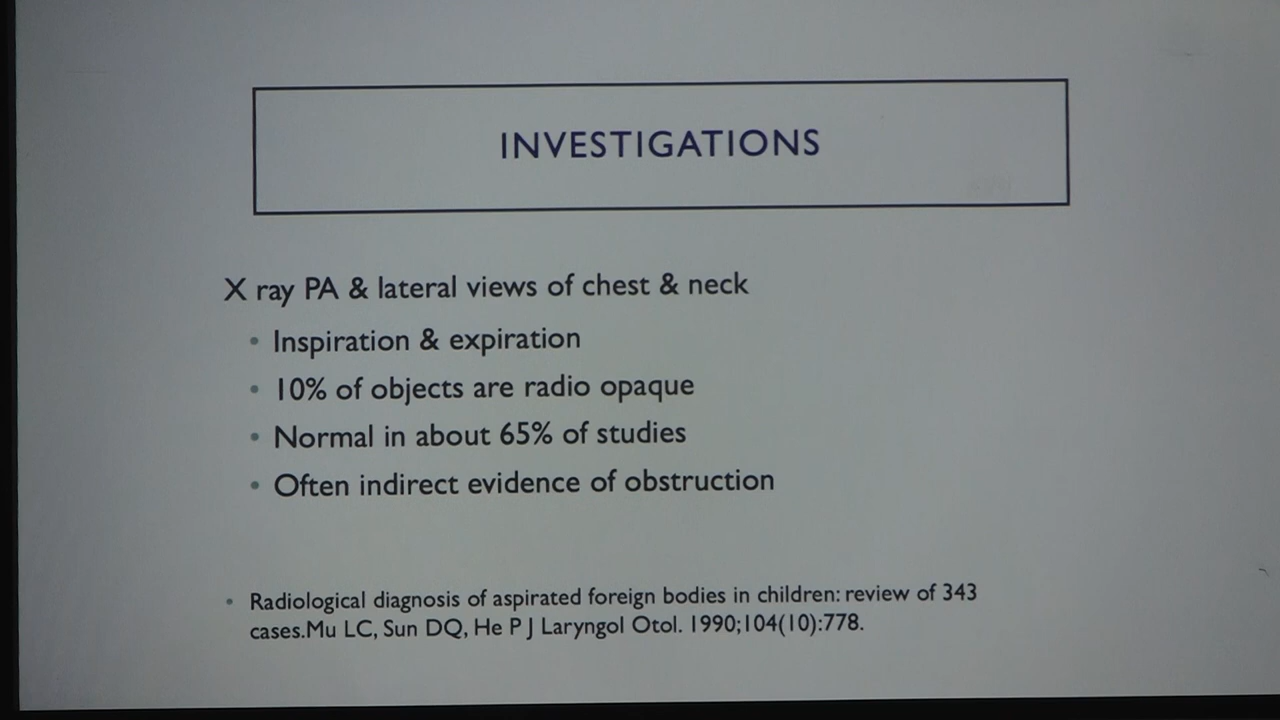 INVESTIGATIONS
X ray PA & lateral views of chest & neck
• Inspiration & expiration
• 10% of objects are radio opaque
• Normal in about 65% of studies
• Often indirect evidence of obstruction
• Radiological diagnosis of aspirated foreign bodies in children: review of 343
cases.Mu LC, Sun DQ, He P J Laryngol Otol. 1990;104(10):778.